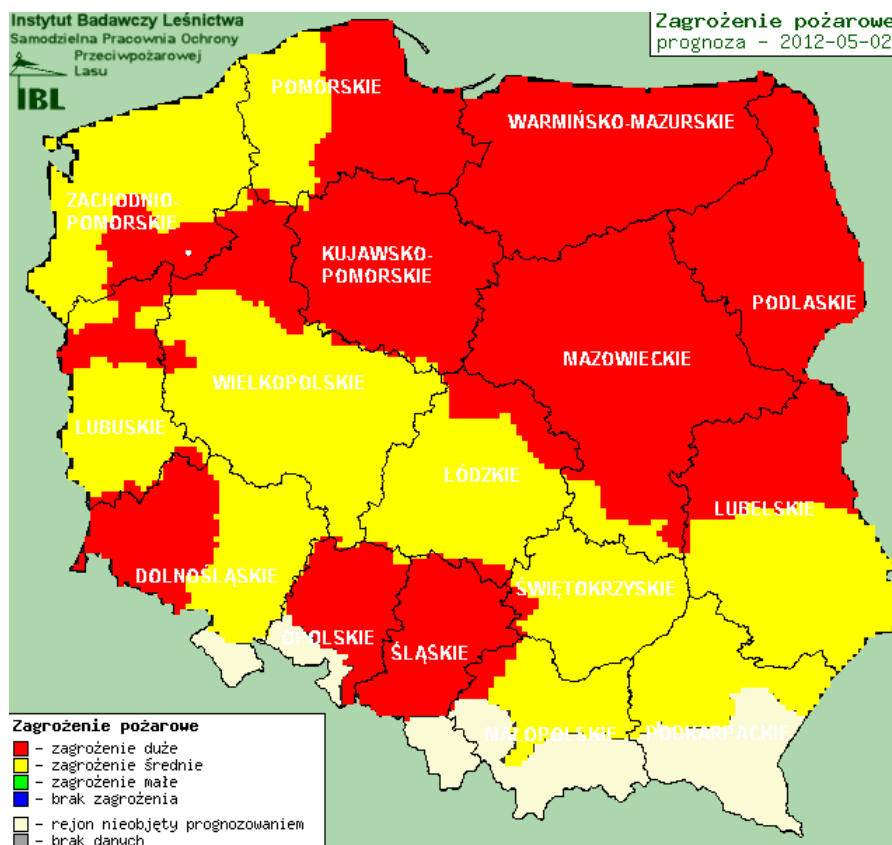 Instytut Badawczy Leśnictwa
Samodzielna Pracownia Ochrony
Przeciwpożarowej
Lasu
IBL
Zagrożenie pożarowe
prognoza - 2012-05-02
POMORSKIE
WARMIŃSKO-MAZURSKIE
ZACHODNIO-
POMORSKIE
KUJAWSKO-
POMORSKIE
PODLASKIE
MAZOWIECKIE
WIELKOPOLSKIE
LUBUSKIE
ŁÓDZKIE
LUBELSKIE
DOLNOŚLĄSKIE
ŚWIĘTOKRZYSKIE
OPOLSKIE
ŚLĄSKIE
MAŁOPOLSKIE
PODKARPACKIE
Zagrożenie pożarowe
- zagrożenie duże
- zagrożenie średnie
- zagrożenie małe
- brak zagrożenia
- rejon nieobjęty prognozowaniem
- brak danych